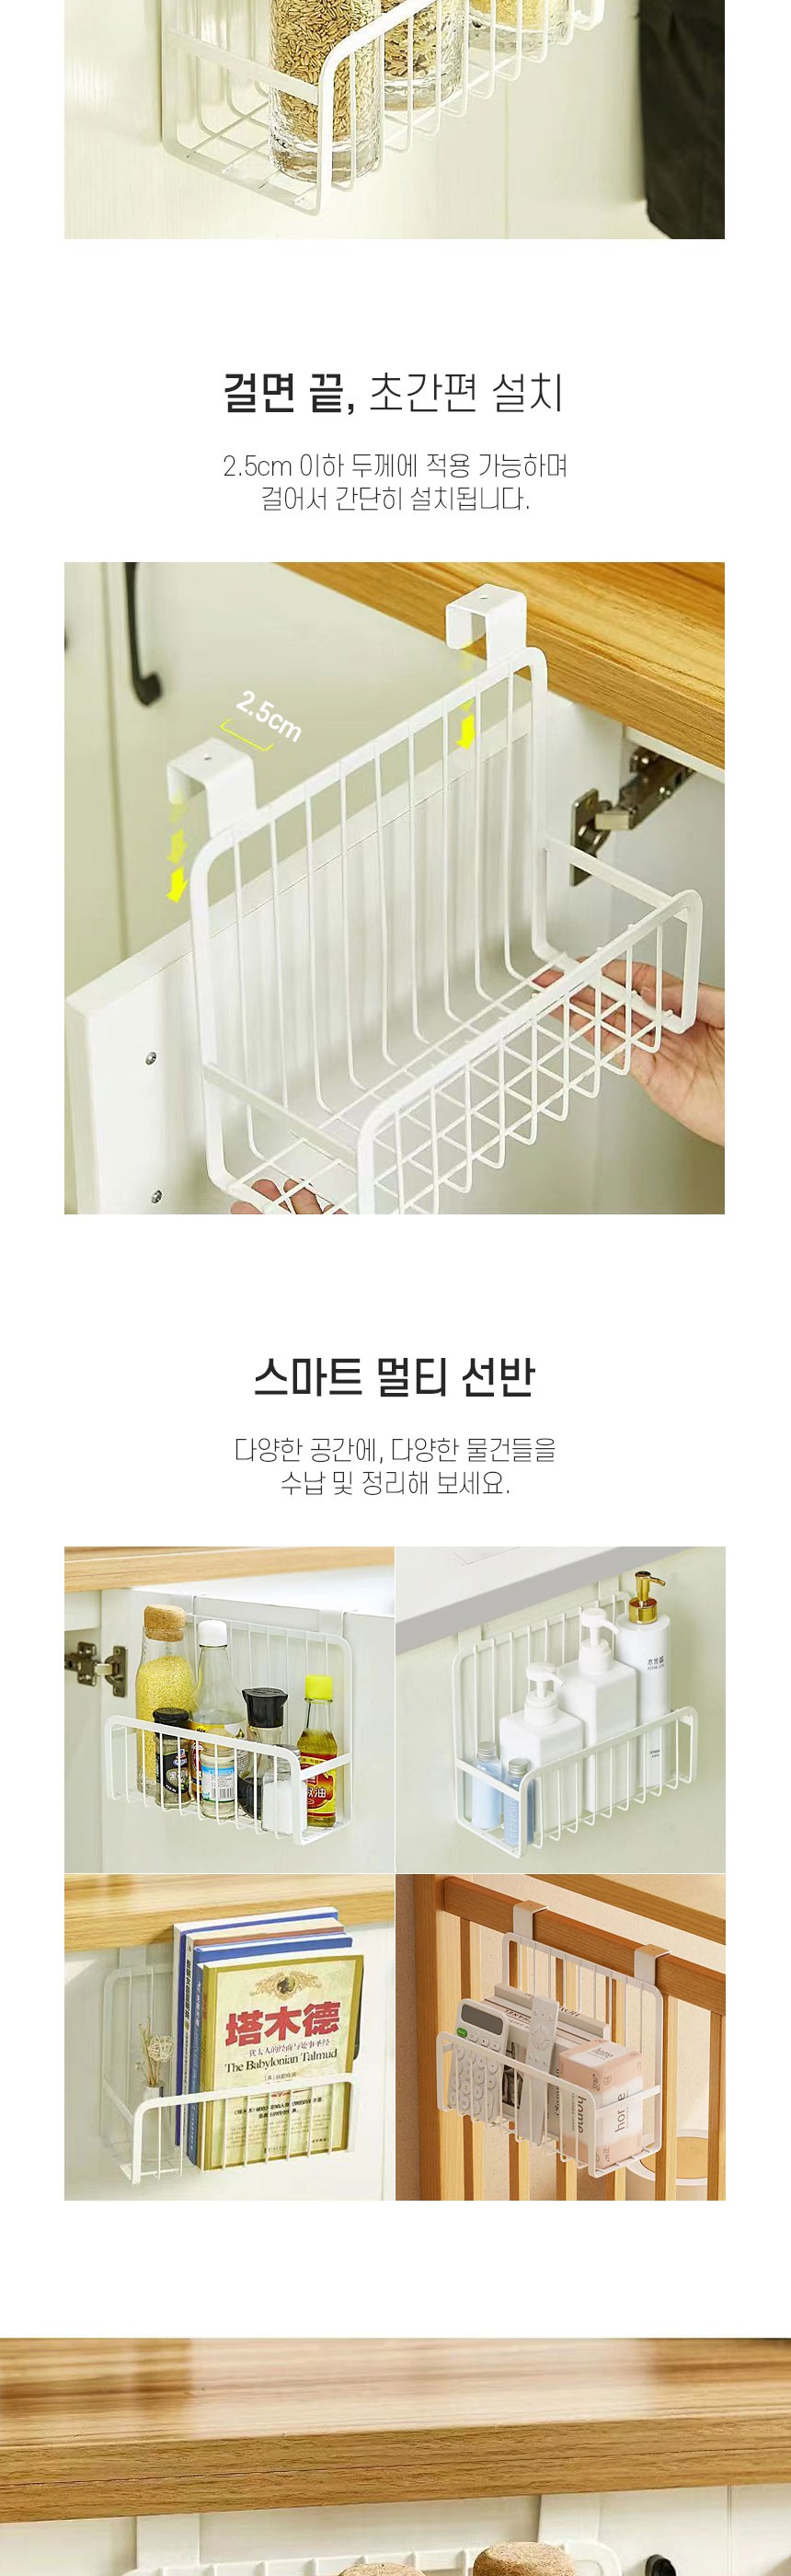 걸면 끝, 초간편 설치
2.5cm 이하 두께에 적용 가능하며
걸어서 간단히 설치됩니다.
2.5cm
스마트 멀티 선반
다양한 공간에, 다양한 물건들을
수납 및 정리해 보세요.
塔木德
The Babylonian Talmud
home
home